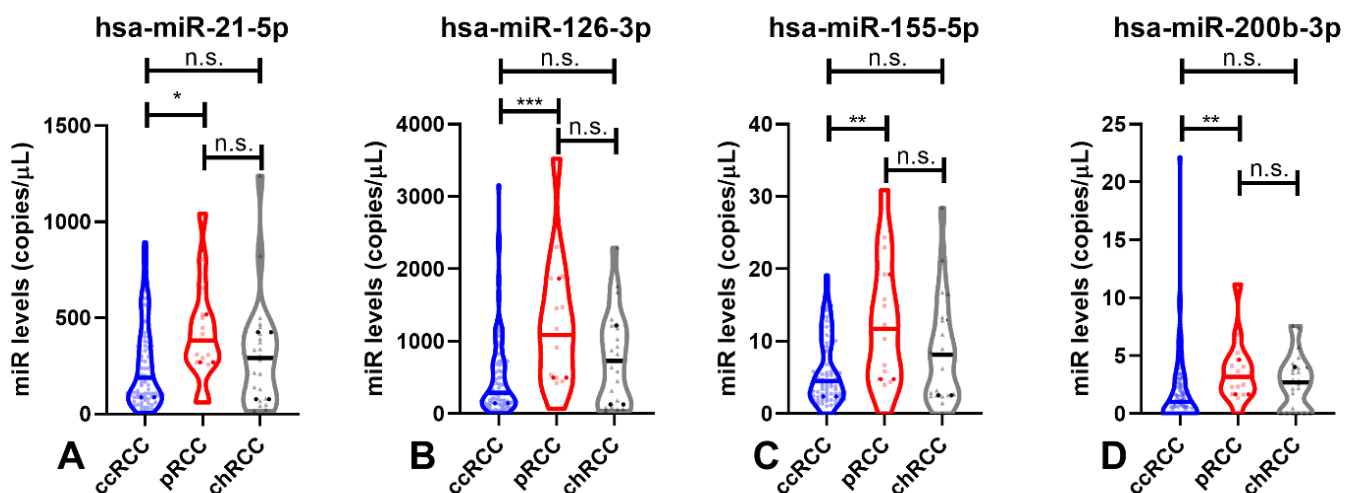 hsa-miR-21-5p
n.s.
*
n.s.
miR levels (copies/μL)
1500
1000
500
0
A
ccRCC
pRCC
chRCC
hsa-miR-126-3p
n.s.
***
n.s.
miR levels (copies/μL)
4000
3000
2000
1000
0
B
ccRCC
pRCC
chRCC
hsa-miR-155-5p
n.s.
**
n.s.
miR levels (copies/μL)
40
30
20
10
0
C
ccRCC
pRCC
chRCC
hsa-miR-200b-3p
n.s.
**
n.s.
miR levels (copies/μL)
25
20
15
10
5
0
D
ccRCC
pRCC
chRCC